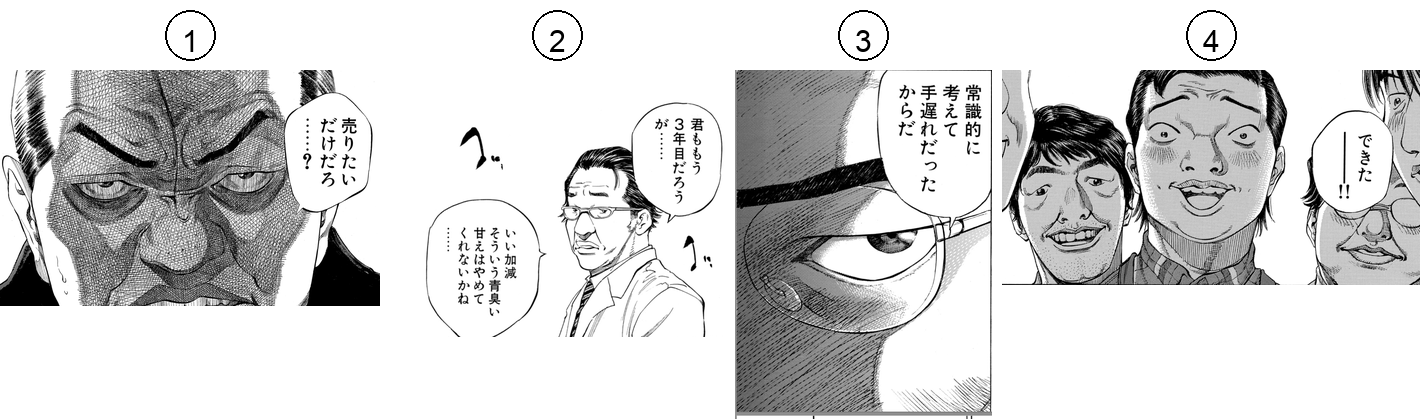 1
売りたい
だけだろ
……？
2
君ももう
3年目だろう
が……
いい加減
そういう青臭い
甘えはやめて
くれないかね
……
3
常識的に
考えて
手遅れだった
からだ
4
できた
──!!